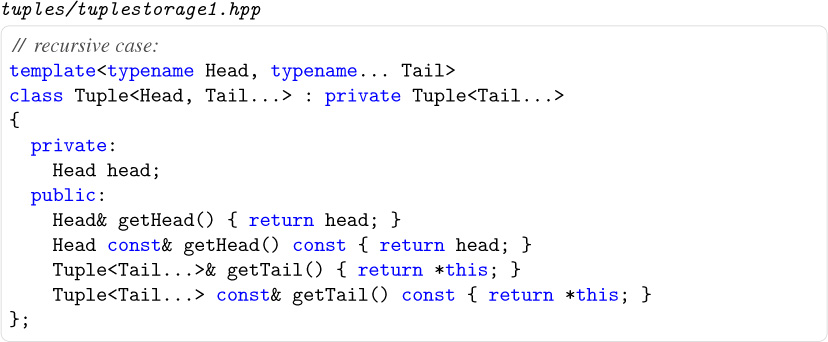 tuples/tuplestorage1.hpp
// recursive case:
template<typename Head, typename... Tail>
class Tuple<Head, Tail...> : private Tuple<Tail...>
{
  private:
    Head head;
  public:
    Head& getHead() { return head; }
    Head const& getHead() const { return head; }
    Tuple<Tail...>& getTail() { return *this; }
    Tuple<Tail...> const& getTail() const { return *this; }
};